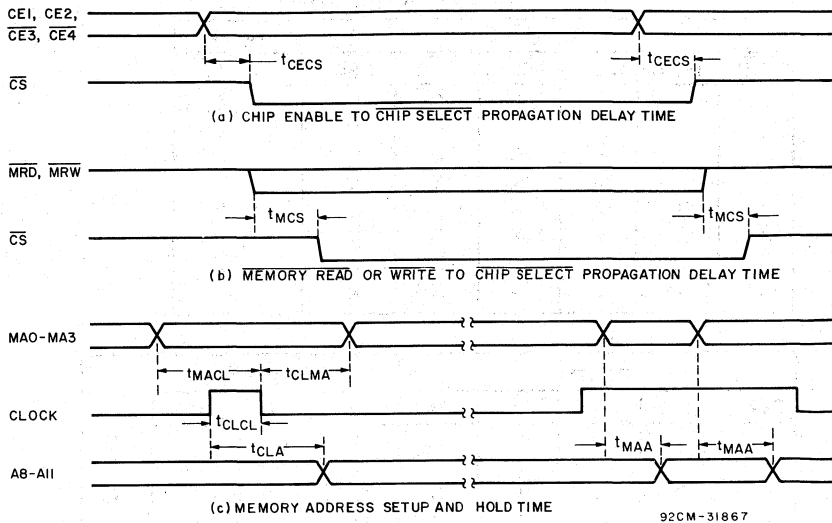 CE1, CE2,
CE3, CE4
tCECS
tCECS
CS
(a) CHIP ENABLE TO CHIP SELECT PROPAGATION DELAY TIME
MRD, MRW
tMCS
tMCS
CS
(b) MEMORY READ OR WRITE TO CHIP SELECT PROPAGATION DELAY TIME
MA0-MA3
tMACL
tCLMA
CLOCK
tCLCL
tCLA
tMAA
tMAA
A8-A11
(c) MEMORY ADDRESS SETUP AND HOLD TIME
92CM-31867